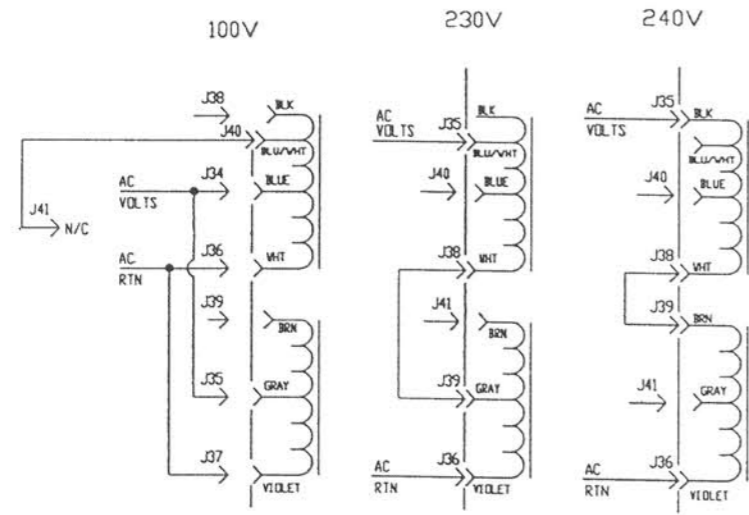 100V
J38
BLK
J40
BLU/WHT
J34
BLUE
AC
VOLTS
J41
N/C
J36
WHT
AC
RTN
J39
BRN
J35
GRAY
J37
VIOLET
230V
BLK
AC
VOLTS
J35
BLU/WHT
J40
BLUE
J38
WHT
J41
BRN
J39
GRAY
AC
RTN
J36
VIOLET
240V
AC
VOLTS
J35
BLK
BLU/WHT
J40
BLUE
J38
WHT
J39
BRN
J41
GRAY
AC
RTN
J36
VIOLET